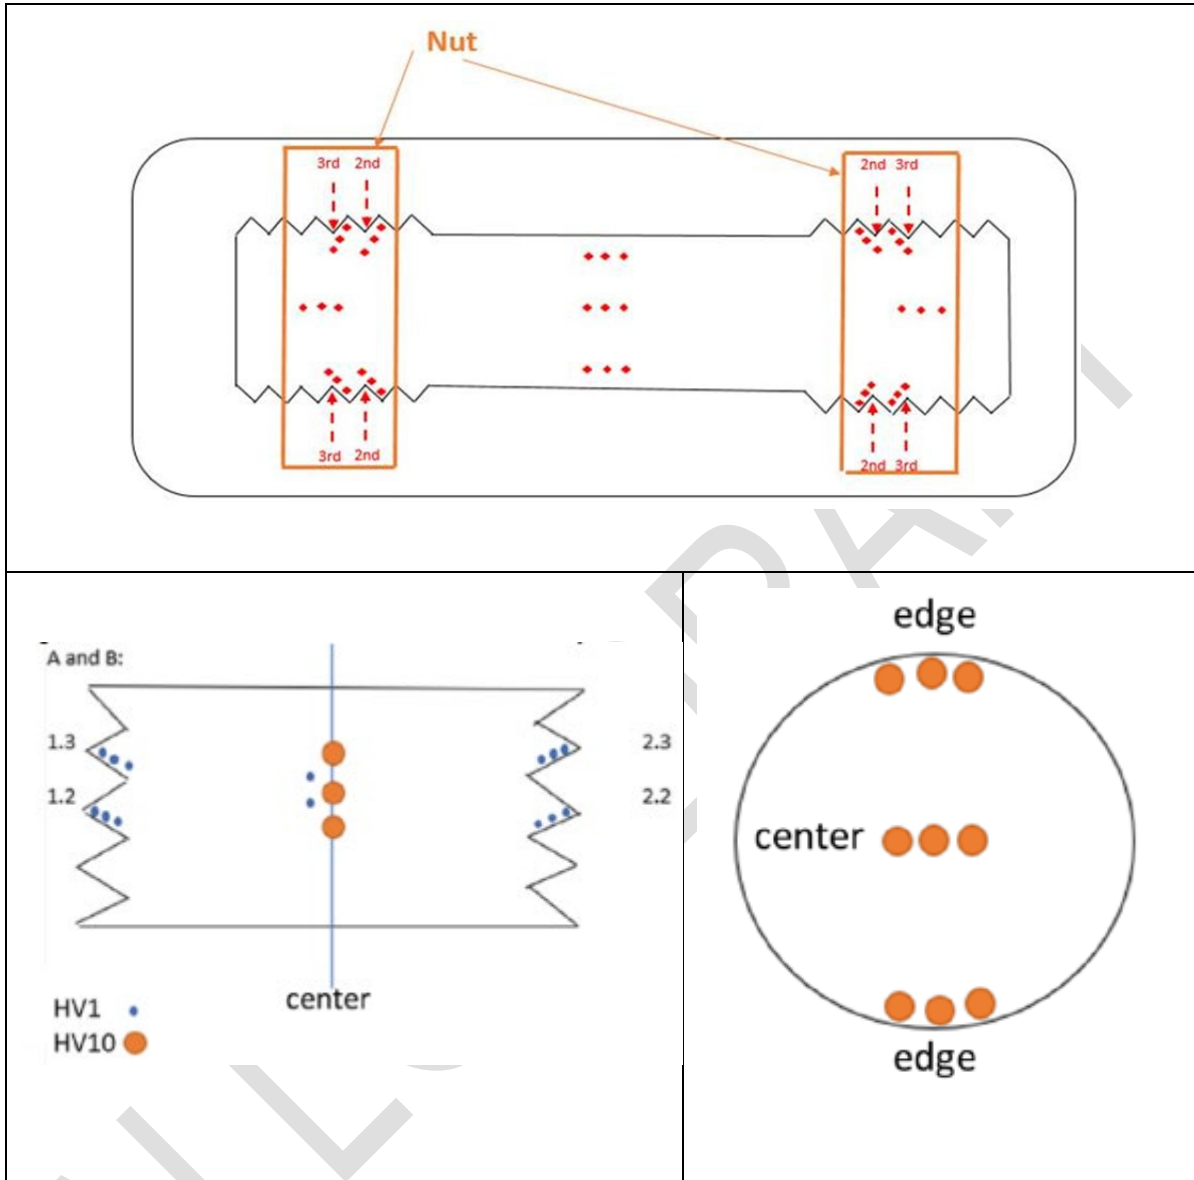 Nut
3rd 2nd
2nd 3rd
3rd 2nd
2nd 3rd
A and B:
1.3
2.3
1.2
2.2
center
HV1
HV10
edge
center
edge